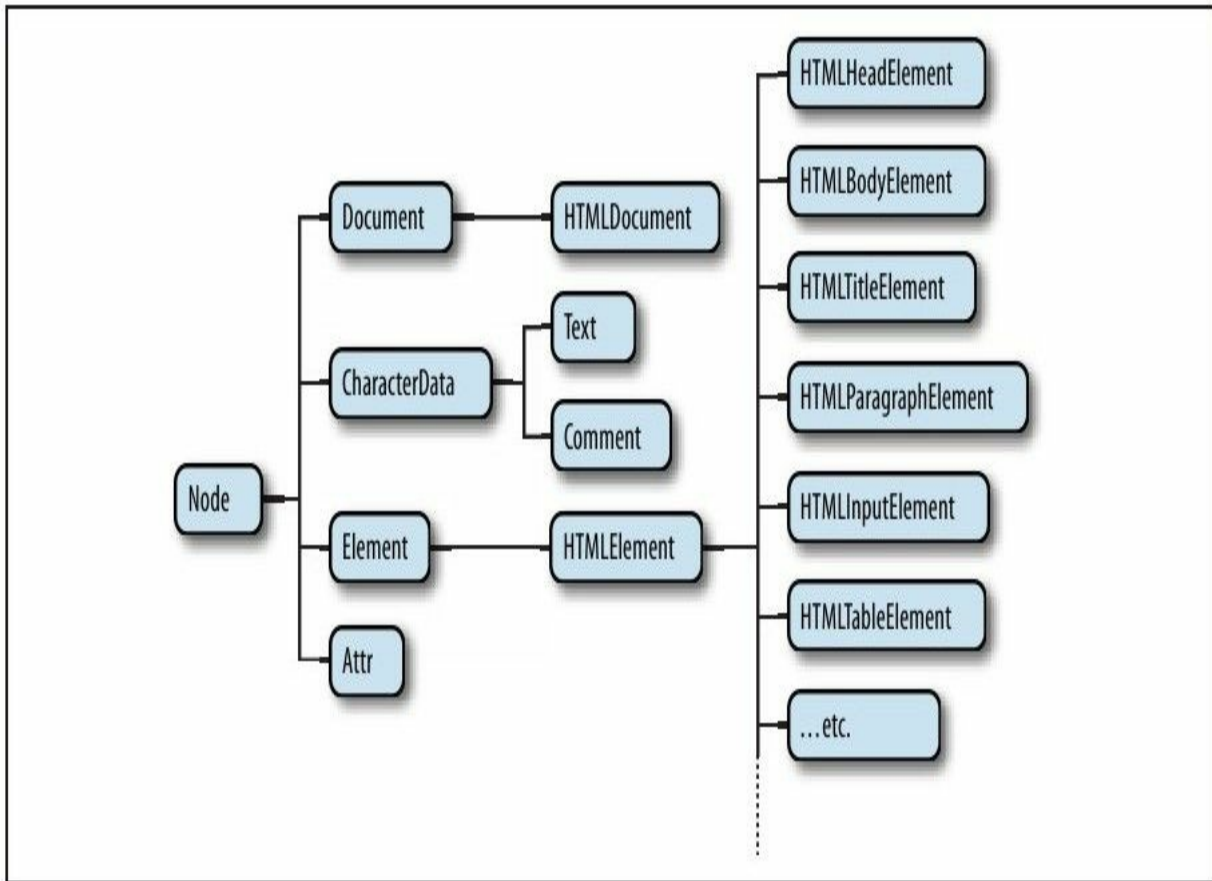 Node
Document
HTMLDocument
CharacterData
Text
Comment
Element
HTMLElement
Attr
HTMLHeadElement
HTMLBodyElement
HTMLTitleElement
HTMLParagraphElement
HTMLInputElement
HTMLTableElement
...etc.